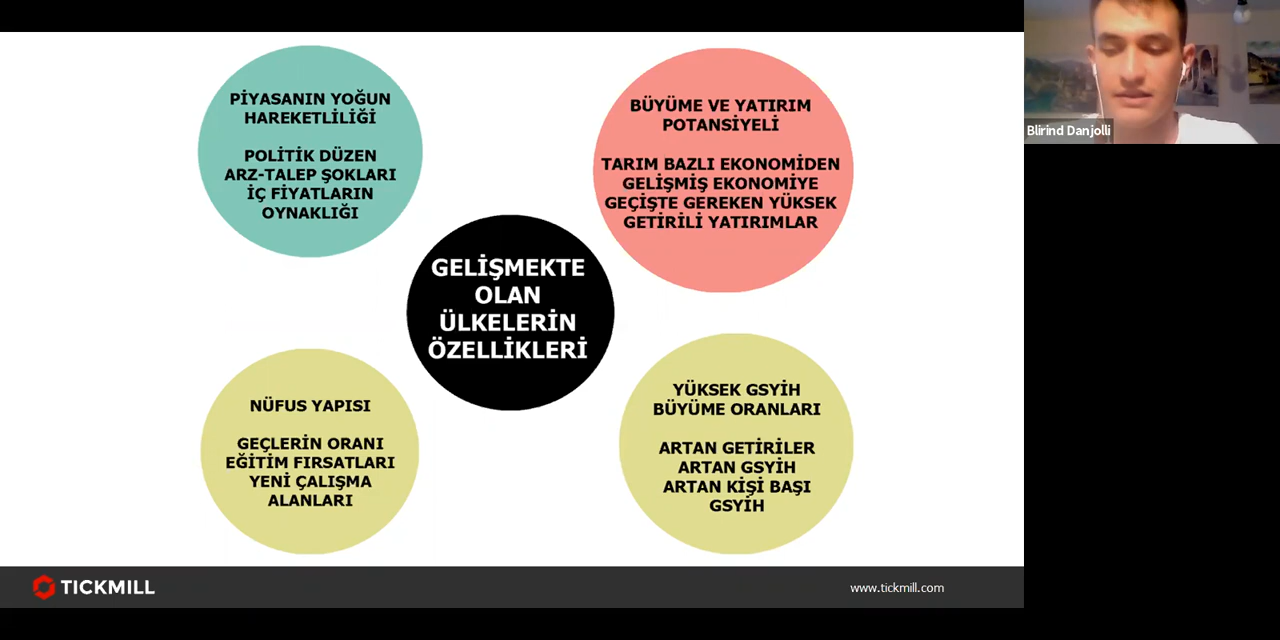 PİYASANIN YOĞUN
HAREKETLİLİĞİ
POLİTİK DÜZEN
ARZ-TALEP ŞOKLARI
İÇ FİYATLARIN
OYNAKLIĞI
BÜYÜME VE YATIRIM
POTANSİYELİ
TARIM BAZLI EKONOMİDEN
GELİŞMİŞ EKONOMİYE
GEÇİŞTE GEREKEN YÜKSEK
GETİRİLİ YATIRIMLAR
GELİŞMEKTE
OLAN
ÜLKELERİN
ÖZELLİKLERİ
NÜFUS YAPISI
GEÇLERİN ORANI
EĞİTİM FIRSATLARI
YENİ ÇALIŞMA
ALANLARI
YÜKSEK GSYİH
BÜYÜME ORANLARI
ARTAN GETİRİLER
ARTAN GSYİH
ARTAN KİŞİ BAŞI
GSYİH
Blirind Danjolli
TICKMILL
www.tickmill.com